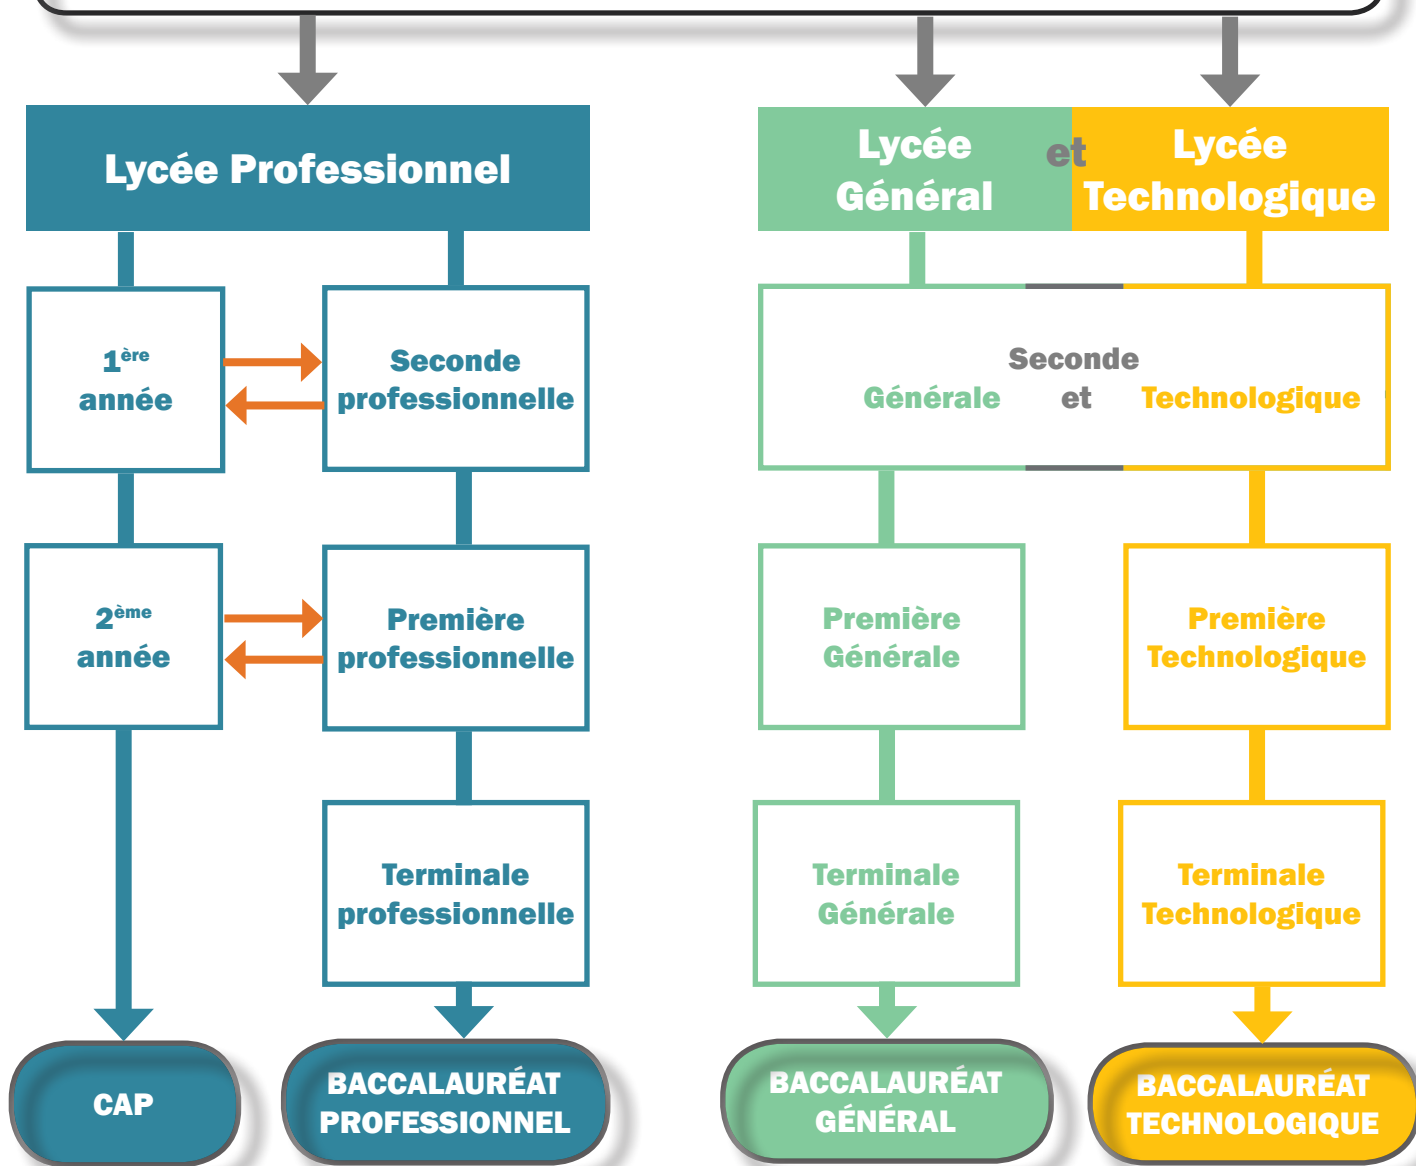 Lycée Professionnel
Lycée
Général
et
Lycée
Technologique
1ère
année
Seconde
professionnelle
Seconde
Générale et Technologique
2ème
année
Première
professionnelle
Première
Générale
Première
Technologique
Terminale
professionnelle
Terminale
Générale
Terminale
Technologique
CAP
BACCALAURÉAT
PROFESSIONNEL
BACCALAURÉAT
GÉNÉRAL
BACCALAURÉAT
TECHNOLOGIQUE